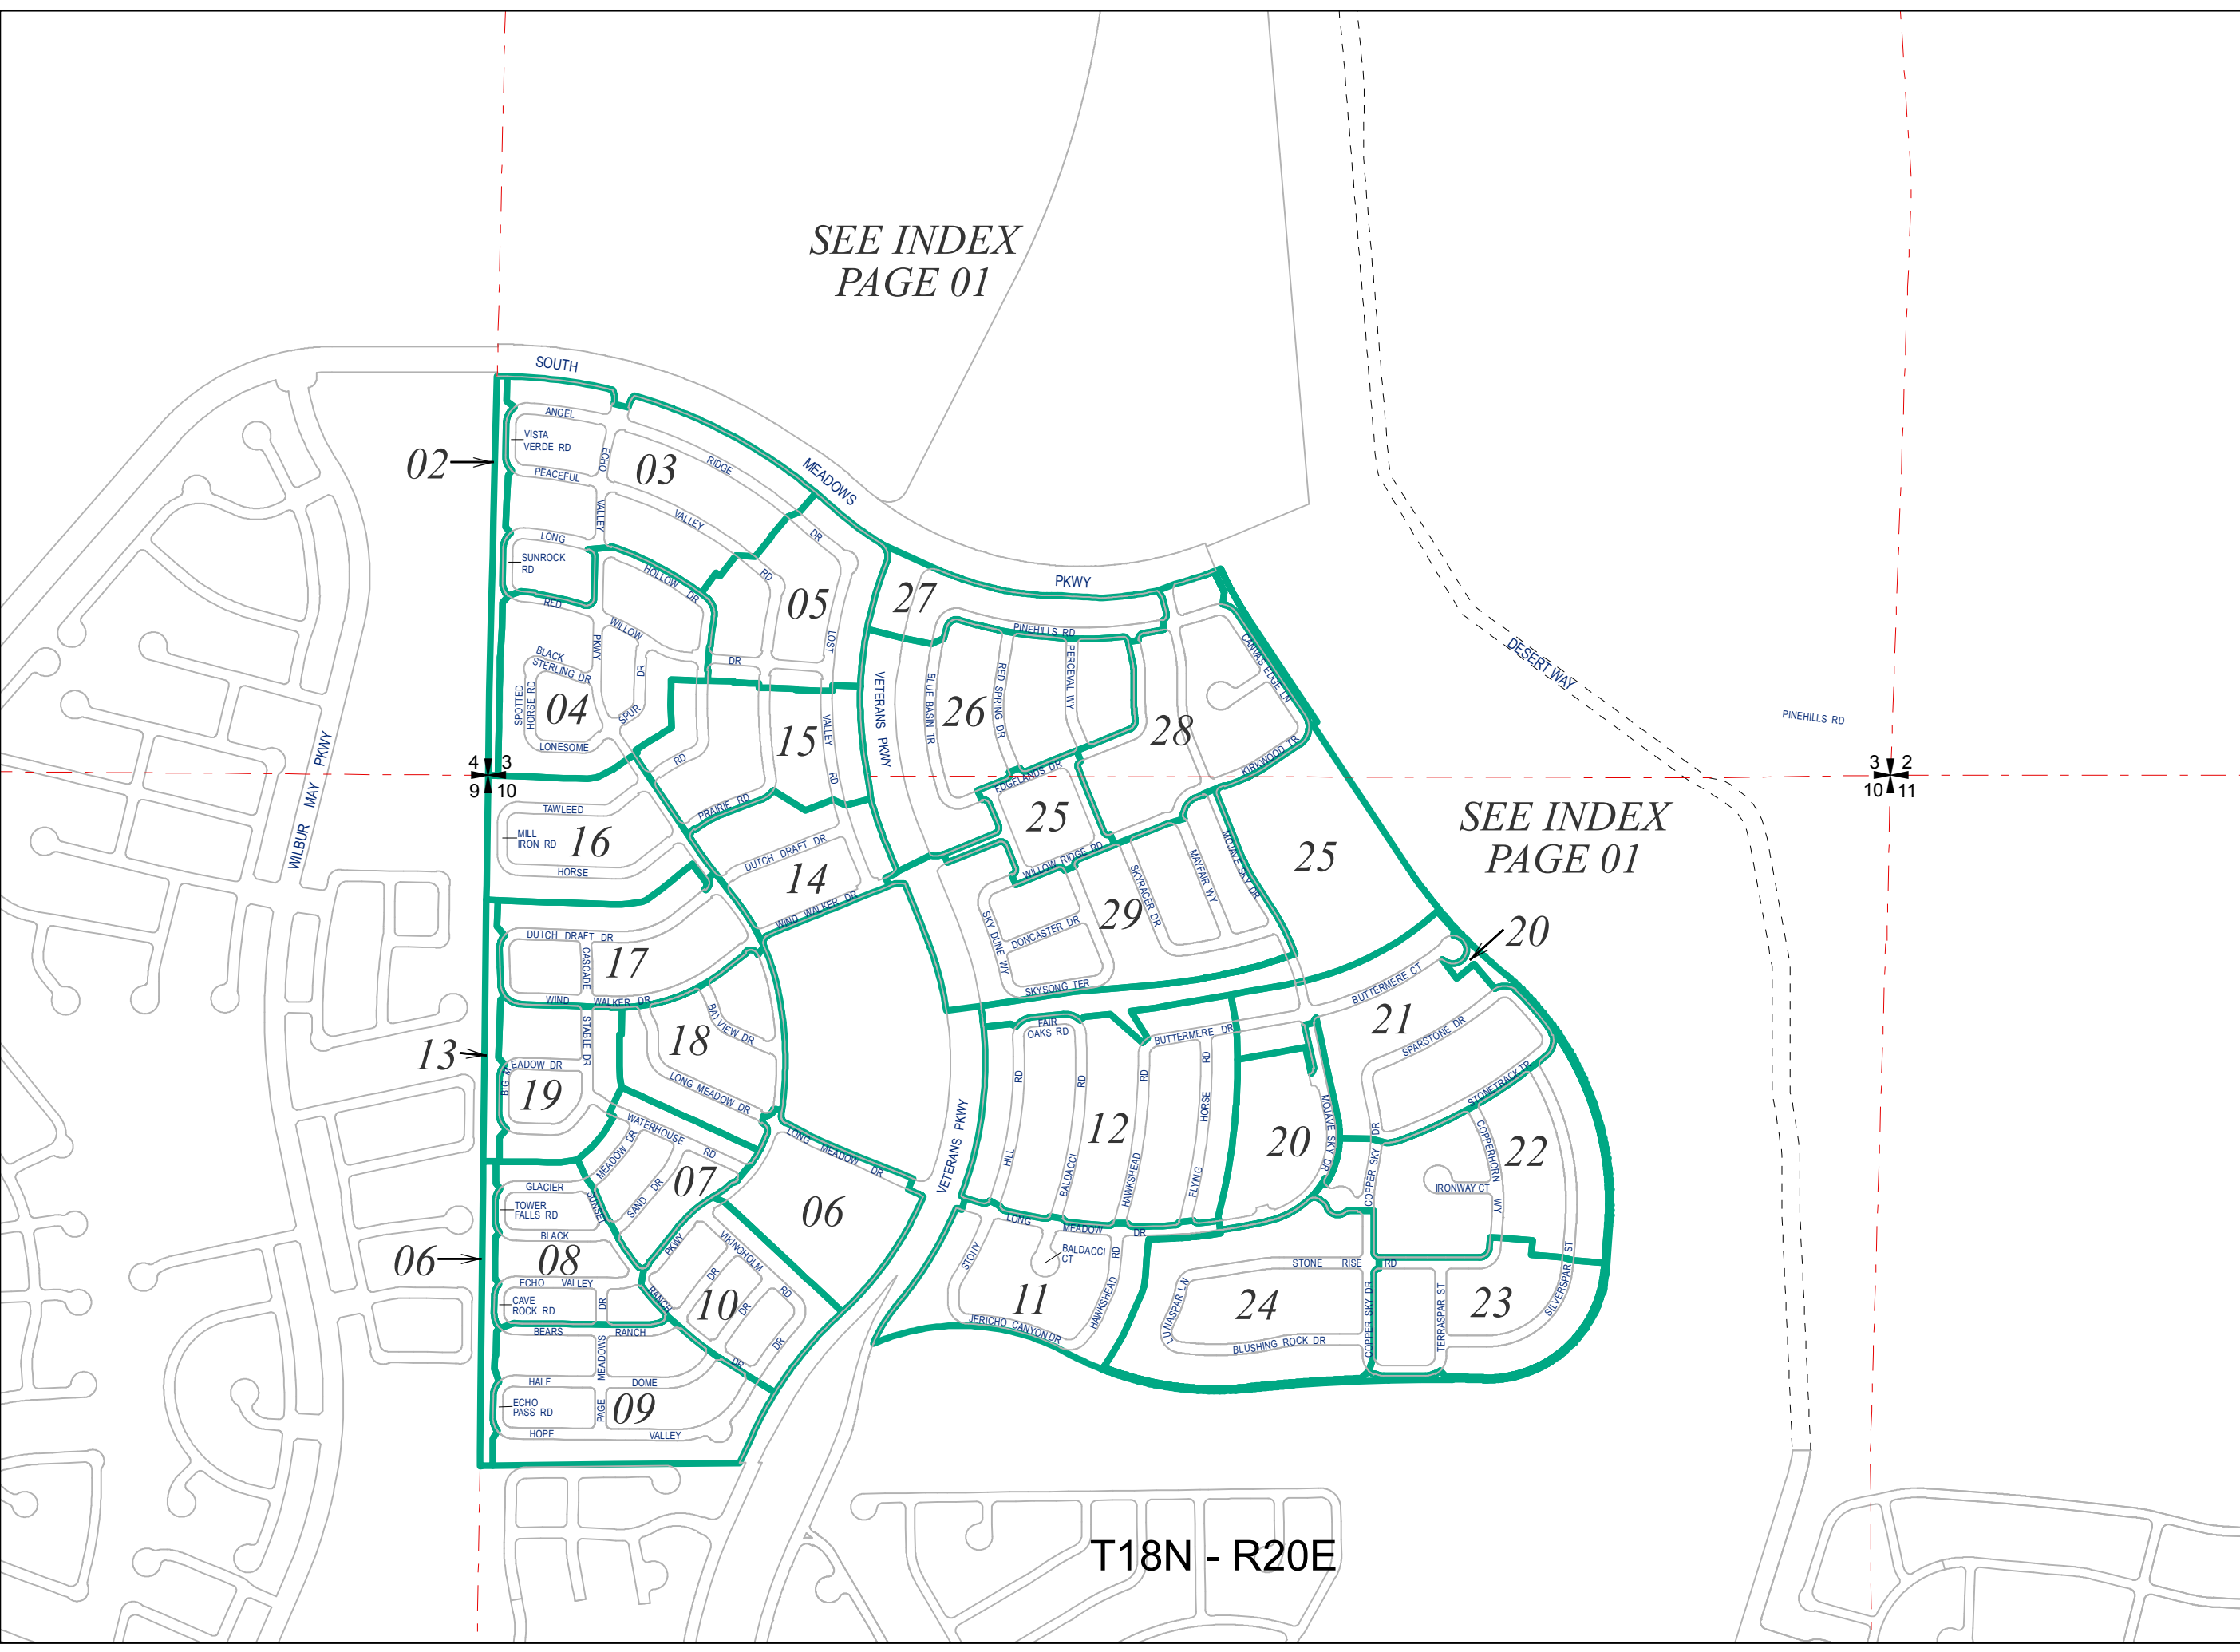 SEE INDEX
PAGE 01
SOUTH
MEADOWS
PKWY
ANGEL
VISTA
VERDE RD
02
ECHO
03
RIDGE
PEACEFUL
VALLEY
VALLEY
DR
LONG
SUNROCK
RD
HOLLOW
DR
RD
RED
05
27
WILLOW
PKWY
LOST
PINEHILLS RD
CANVAS EDGE LN
DESERT WAY
BLACK
STERLING DR
DR
DR
SPOTTED
HORSE RD
04
SPUR
LONESOME
VETERANS PKWY
BLUE BASIN TR
26
RED SPRING DR
PERCEVAL WY
28
PINEHILLS RD
15
VALLEY
RD
RD
KIRKWOOD TR
WILBUR MAY PKWY
4 3
9 10
3 2
10 11
EDGELANDS DR
SEE INDEX
PAGE 01
PRAIRIE RD
TAWLEED
MILL
IRON RD
16
HORSE
25
25
DUTCH DRAFT DR
14
WILLOW RIDGE RD
MOJAVE SKY DR
MAYFAIR WY
SKYRACER DR
WIND WALKER DR
29
SKY DUNE WY
DONCASTER DR
20
DUTCH DRAFT DR
CASCADE
17
SKYSONG TER
BUTTERMERE CT
WIND WALKER DR
STABLE DR
BAYVIEW DR
18
FAIR
OAKS RD
BUTTERMERE DR
21
SPARSTONE DR
13
BIG MEADOW DR
19
LONG MEADOW DR
RD
RD
RD
RD
HORSE
STONETRACK TR
MOJAVE SKY DR
WATERHOUSE
RD
LONG MEADOW DR
VETERANS PKWY
12
20
COPPERHORN
WY
22
MEADOW DR
HILL
BALDACCI
HAWKSHEAD
FLYING
COPPER SKY DR
IRONWAY CT
GLACIER
SUNSET
SAND DR
07
TOWER
FALLS RD
06
BLACK
08
06
PKWY
VIKINGHOLM
RD
LONG MEADOW DR
STONY
BALDACCI
CT
RD
ECHO VALLEY
CAVE
ROCK RD
DR
RANCH
DR
DR
10
DR
DR
11
HAWKSHEAD
JERICHO CANYON DR
STONE RISE RD
LUNASPAR LN
24
COPPER SKY DR
TERRASPAR ST
23
SILVERSPAR ST
BLUSHING ROCK DR
BEARS RANCH
MEADOWS
HALF DOME
ECHO
PASS RD
PAGE
09
HOPE VALLEY
T18N - R20E